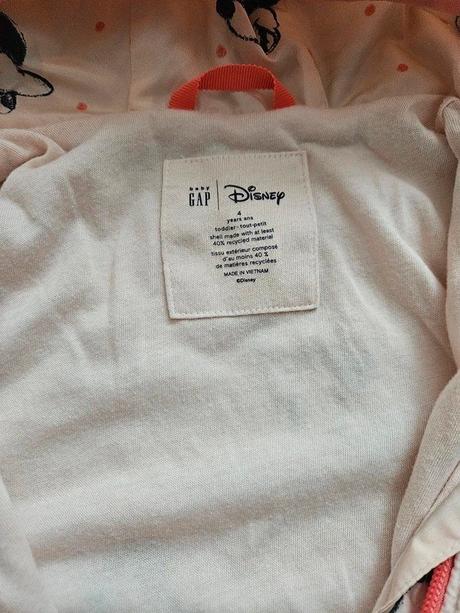 baby
GAP | Disney
4
years ans
toddler · tout-petit
shell made with at least
40% recycled material
tissu extérieur composé
d'au moins 40 %
de matières recyclées
MADE IN VIETNAM
©Disney